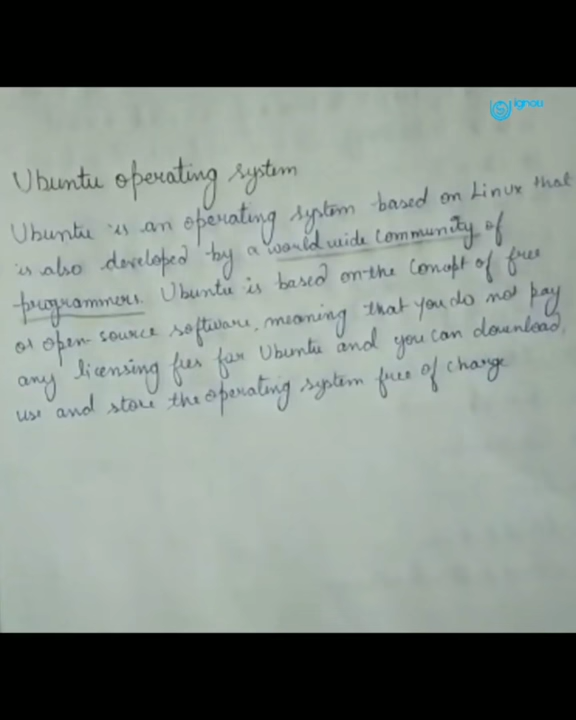 ignou
Ubuntu operating system
Ubuntu is an operating system based on Linux that
is also developed by a worldwide community of
programmers. Ubuntu is based on the concept of free
or open-source software, meaning that you do not pay
any licensing fees for Ubuntu and you can download,
use and store the operating system free of charge